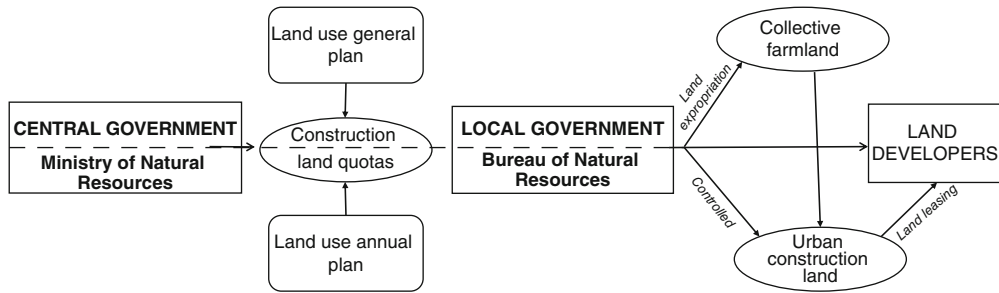 Land use general
plan
CENTRAL GOVERNMENT
Ministry of Natural
Resources
Construction
land quotas
Land use annual
plan
LOCAL GOVERNMENT
Bureau of Natural
Resources
Land
expropriation
Controlled
Collective
farmland
Urban
construction
land
Land leasing
LAND
DEVELOPERS